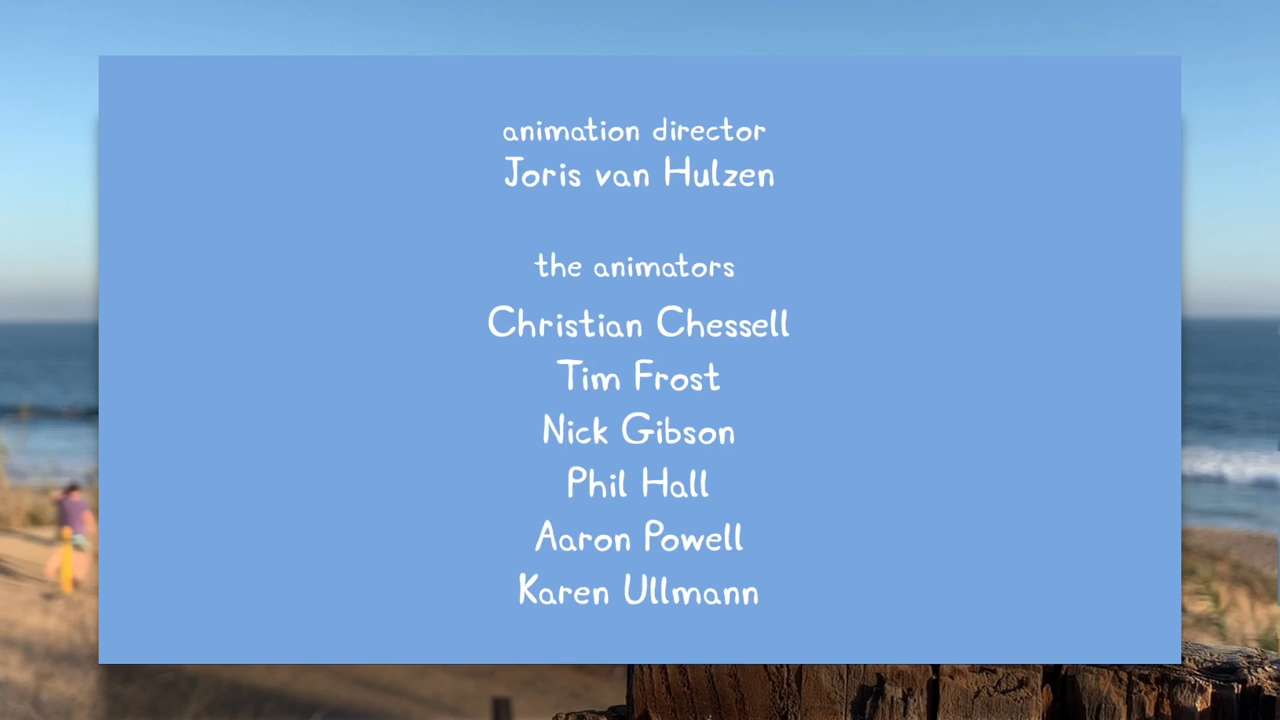 animation director
Joris van Hulzen
the animators
Christian Chessell
Tim Frost
Nick Gibson
Phil Hall
Aaron Powell
Karen Ullmann